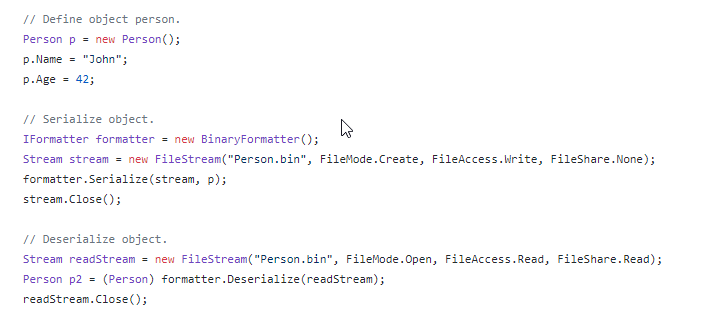 // Define object person.
Person p = new Person();
p.Name = "John";
p.Age = 42;
// Serialize object.
IFormatter formatter = new BinaryFormatter();
Stream stream = new FileStream("Person.bin", FileMode.Create, FileAccess.Write, FileShare.None);
formatter.Serialize(stream, p);
stream.Close();
// Deserialize object.
Stream readStream = new FileStream("Person.bin", FileMode.Open, FileAccess.Read, FileShare.Read);
Person p2 = (Person) formatter.Deserialize(readStream);
readStream.Close();